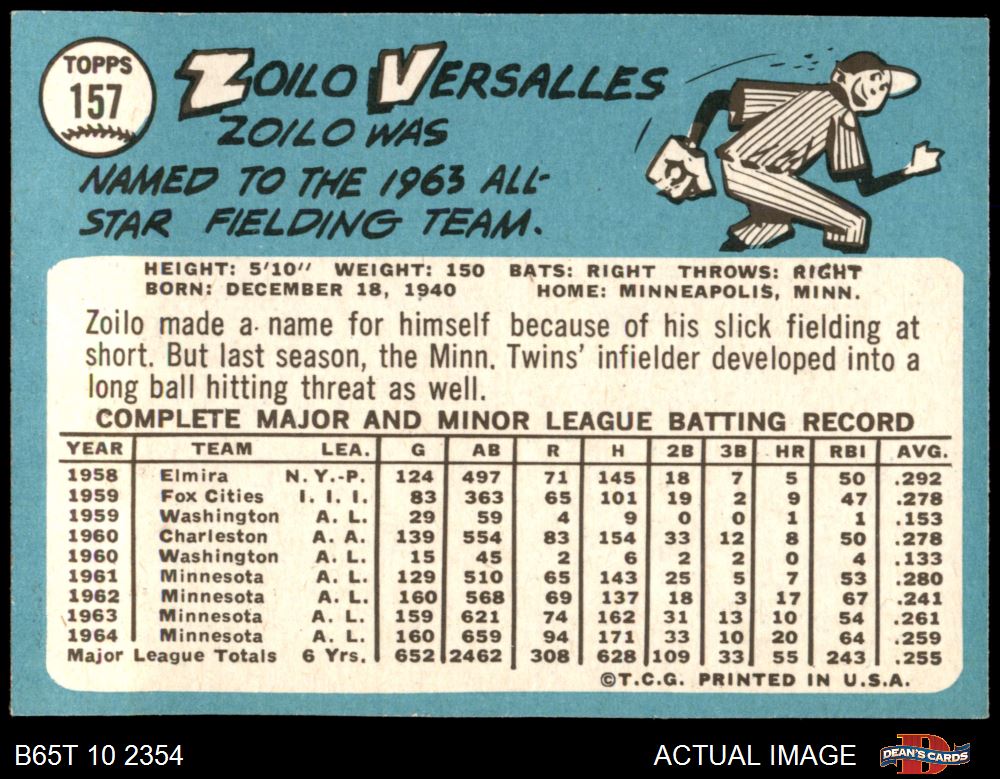 TOPPS
157
ZOILO VERSALLES
ZOILO WAS
NAMED TO THE 1963 ALL-
STAR FIELDING TEAM.
HEIGHT: 5'10" WEIGHT: 150 BATS: RIGHT THROWS: RIGHT
BORN: DECEMBER 18, 1940 HOME: MINNEAPOLIS, MINN.
Zoilo made a name for himself because of his slick fielding at
short. But last season, the Minn. Twins' infielder developed into a
long ball hitting threat as well.
COMPLETE MAJOR AND MINOR LEAGUE BATTING RECORD
YEAR TEAM LEA. G AB R H 2B 3B HR RBI AVG.
1958 Elmira N.Y.-P. 124 497 71 145 18 7 5 50 .292
1959 Fox Cities I. I. I. 83 363 65 101 19 2 9 47 .278
1959 Washington A. L. 29 59 4 9 0 0 1 1 .153
1960 Charleston A. A. 139 554 83 154 33 12 8 50 .278
1960 Washington A. L. 15 45 2 6 2 2 0 4 .133
1961 Minnesota A. L. 129 510 65 143 25 5 7 53 .280
1962 Minnesota A. L. 160 568 69 137 18 3 17 67 .241
1963 Minnesota A. L. 159 621 74 162 31 13 10 54 .261
1964 Minnesota A. L. 160 659 94 171 33 10 20 64 .259
Major League Totals 6 Yrs. 652 2462 308 628 109 33 55 243 .255
©T.C.G. PRINTED IN U.S.A.
B65T 10 2354 ACTUAL IMAGE DEAN'S CARDS